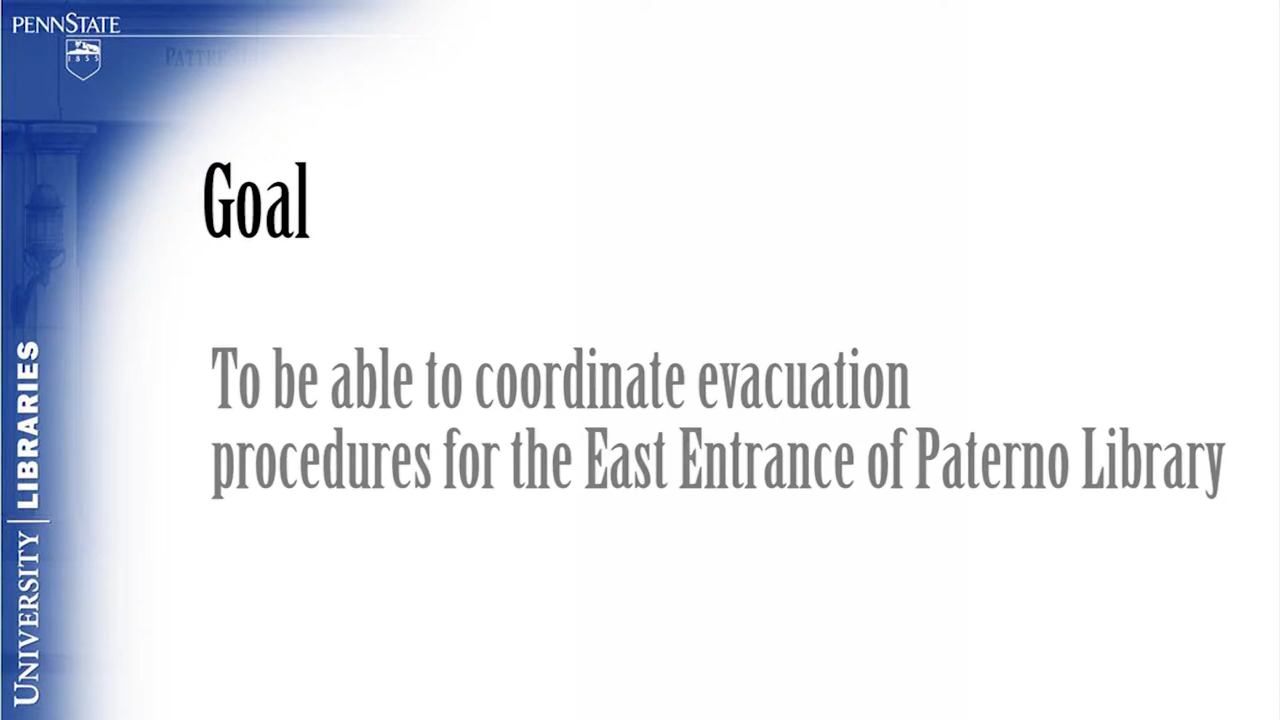 PENNSTATE
1855
Goal
To be able to coordinate evacuation
procedures for the East Entrance of Paterno Library
UNIVERSITY | LIBRARIES